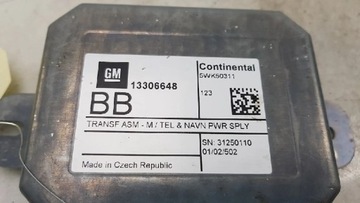 GM
13306648
Continental
5WK50311
BB
123
TRANSF ASM - M / TEL & NAVN PWR SPLY
SN: 31250110
01/02/502
Made in Czech Republic